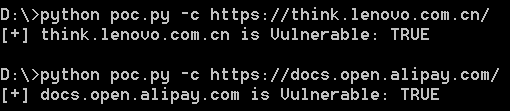 D:\>python poc.py -c https://think.lenovo.com.cn/
[+] think.lenovo.com.cn is Vulnerable: TRUE
D:\>python poc.py -c https://docs.open.alipay.com/
[+] docs.open.alipay.com is Vulnerable: TRUE